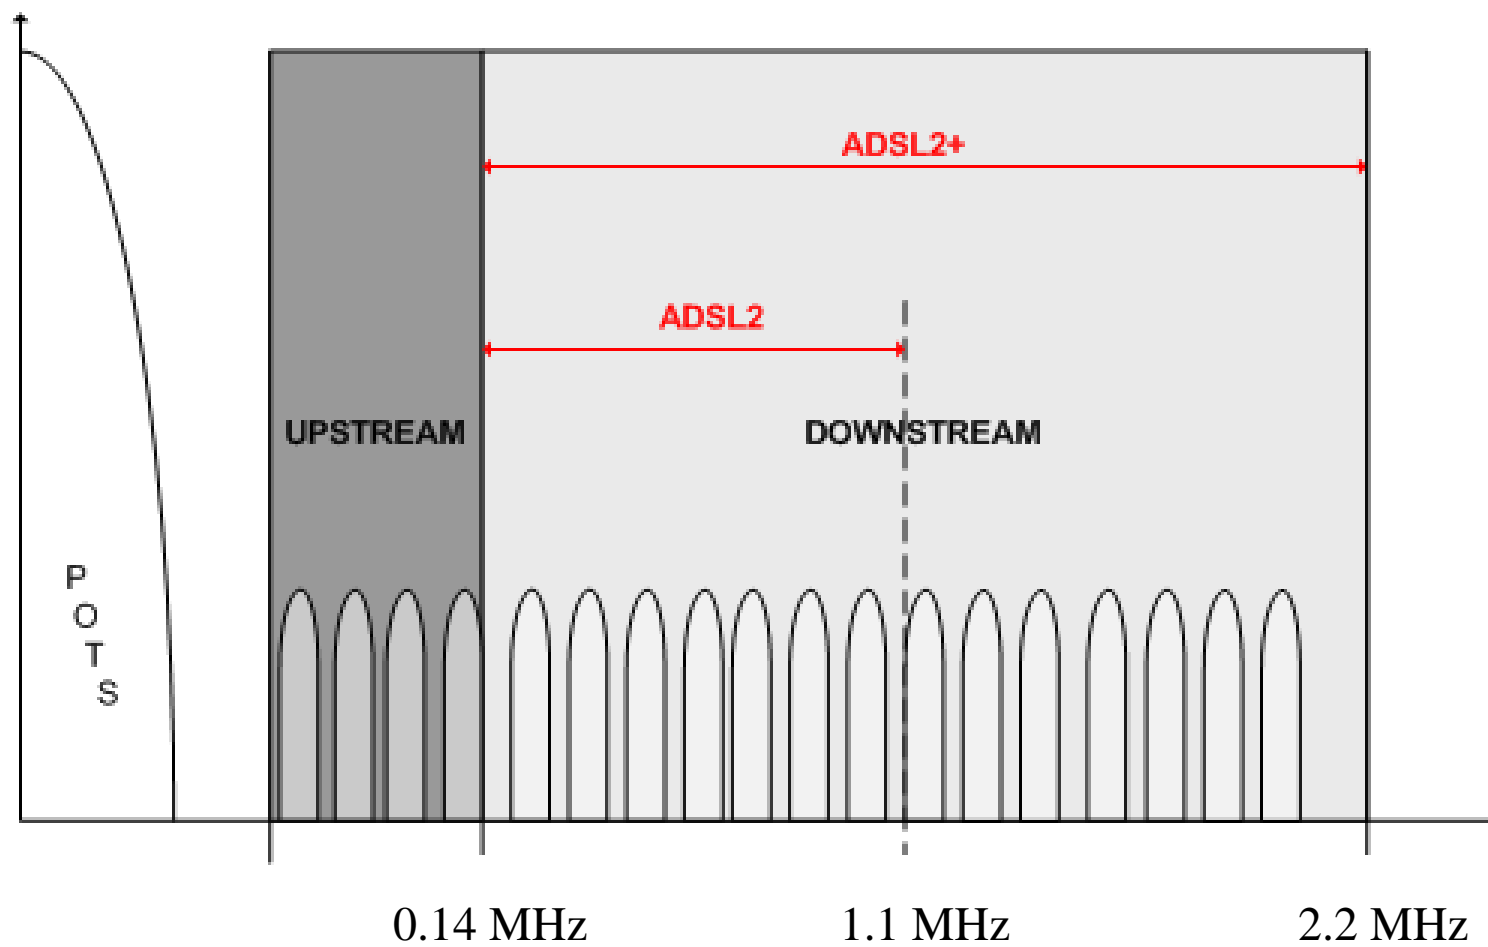 ADSL2+
ADSL2
UPSTREAM
DOWNSTREAM
P
O
T
S
0.14 MHz
1.1 MHz
2.2 MHz